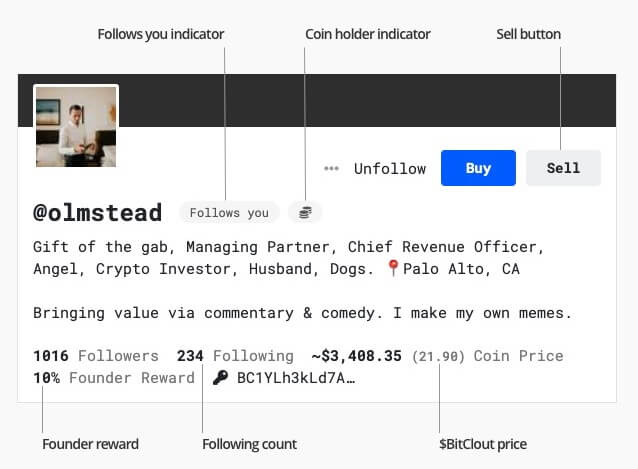 Follows you indicator Coin holder indicator Sell button
••• Unfollow Buy Sell
@olmstead Follows you
Gift of the gab, Managing Partner, Chief Revenue Officer,
Angel, Crypto Investor, Husband, Dogs. 📍Palo Alto, CA
Bringing value via commentary & comedy. I make my own memes.
1016 Followers 234 Following ~$3,408.35 (21.90) Coin Price
10% Founder Reward 🔑 BC1YLh3kLd7A…
Founder reward Following count $BitClout price